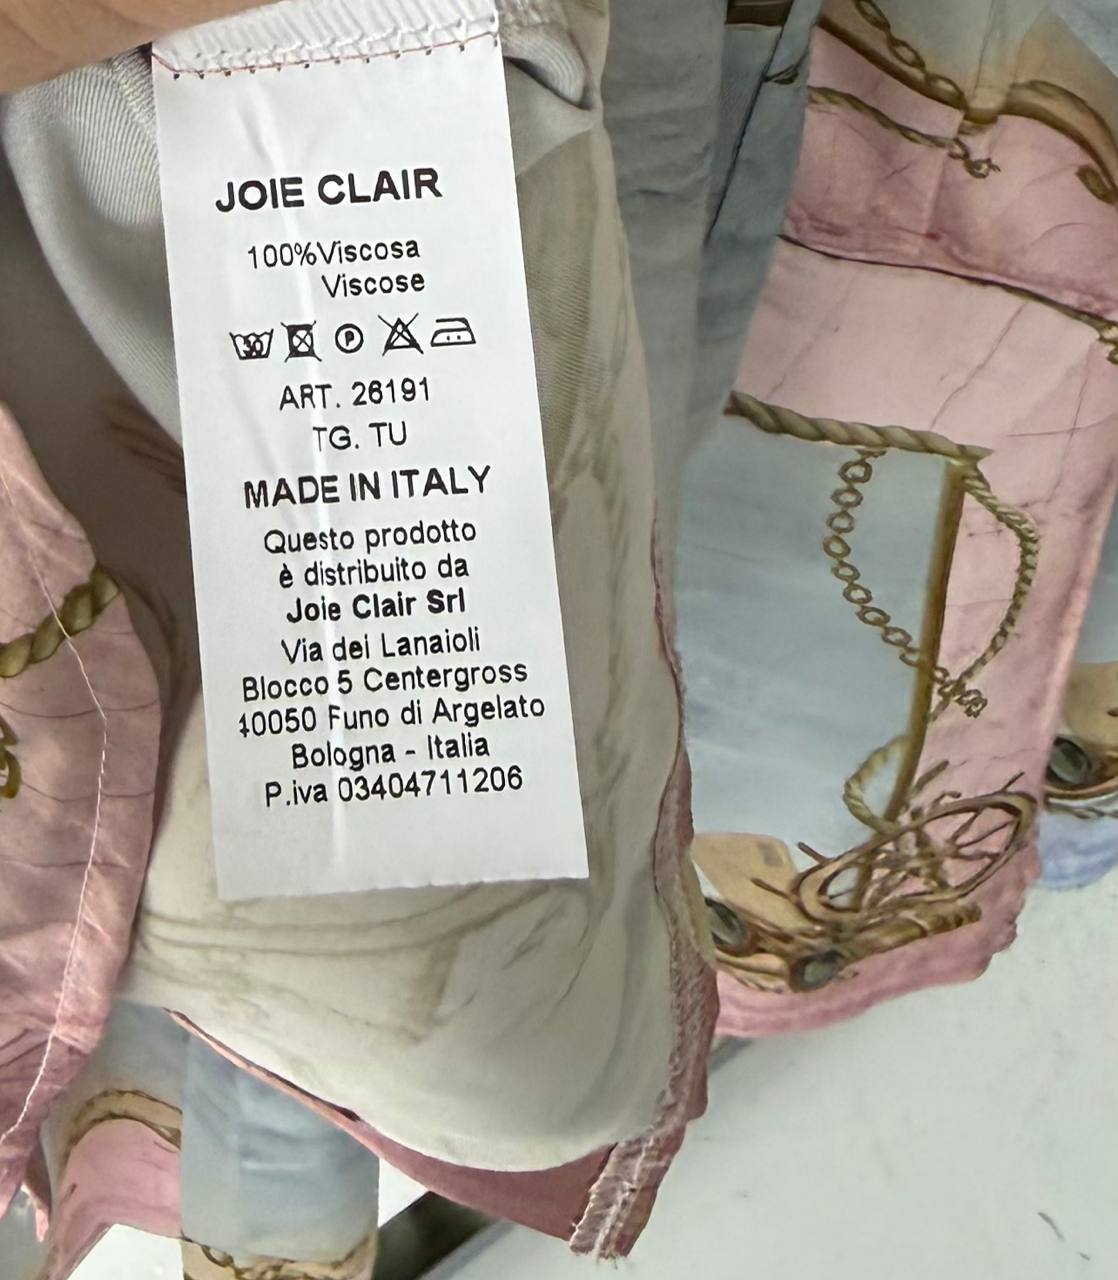 JOIE CLAIR
100%Viscosa
Viscose
30 P
ART. 26191
TG. TU
MADE IN ITALY
Questo prodotto
è distribuito da
Joie Clair Srl
Via dei Lanaioli
Blocco 5 Centergross
40050 Funo di Argelato
Bologna - Italia
P.iva 03404711206